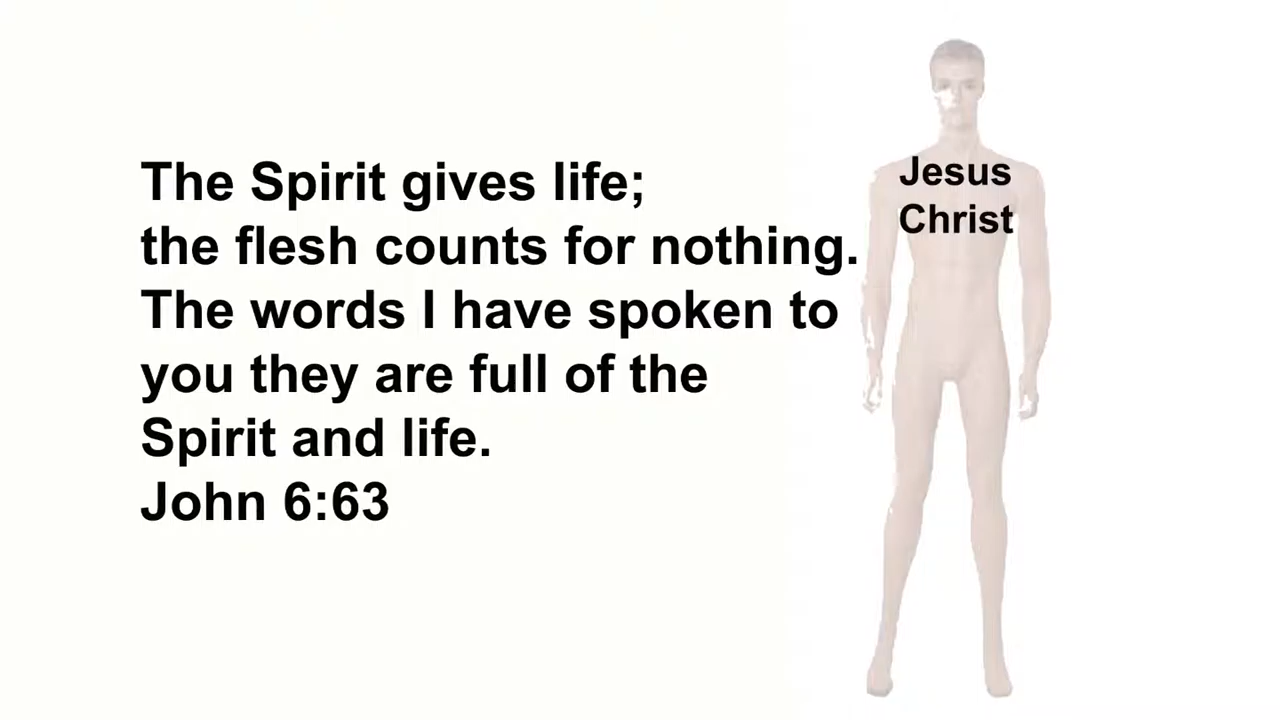 The Spirit gives life;
the flesh counts for nothing.
The words I have spoken to
you they are full of the
Spirit and life.
John 6:63
Jesus
Christ